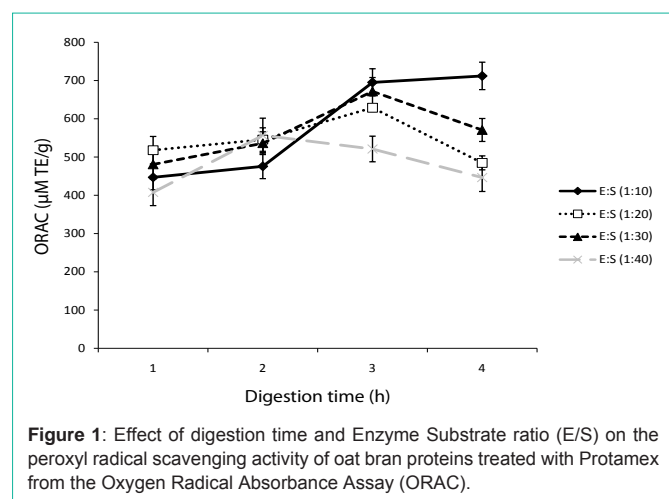 800
700
600
500
400
300
200
100
0
ORAC (µM TE/g)
1 2 3 4
Digestion time (h)
E:S (1:10)
E:S (1:20)
E:S (1:30)
E:S (1:40)
Figure 1: Effect of digestion time and Enzyme Substrate ratio (E/S) on the
peroxyl radical scavenging activity of oat bran proteins treated with Protamex
from the Oxygen Radical Absorbance Assay (ORAC).